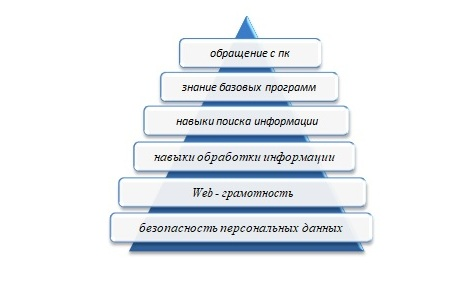 обращение с пк
знание базовых программ
навыки поиска информации
навыки обработки информации
Web - грамотность
безопасность персональных данных